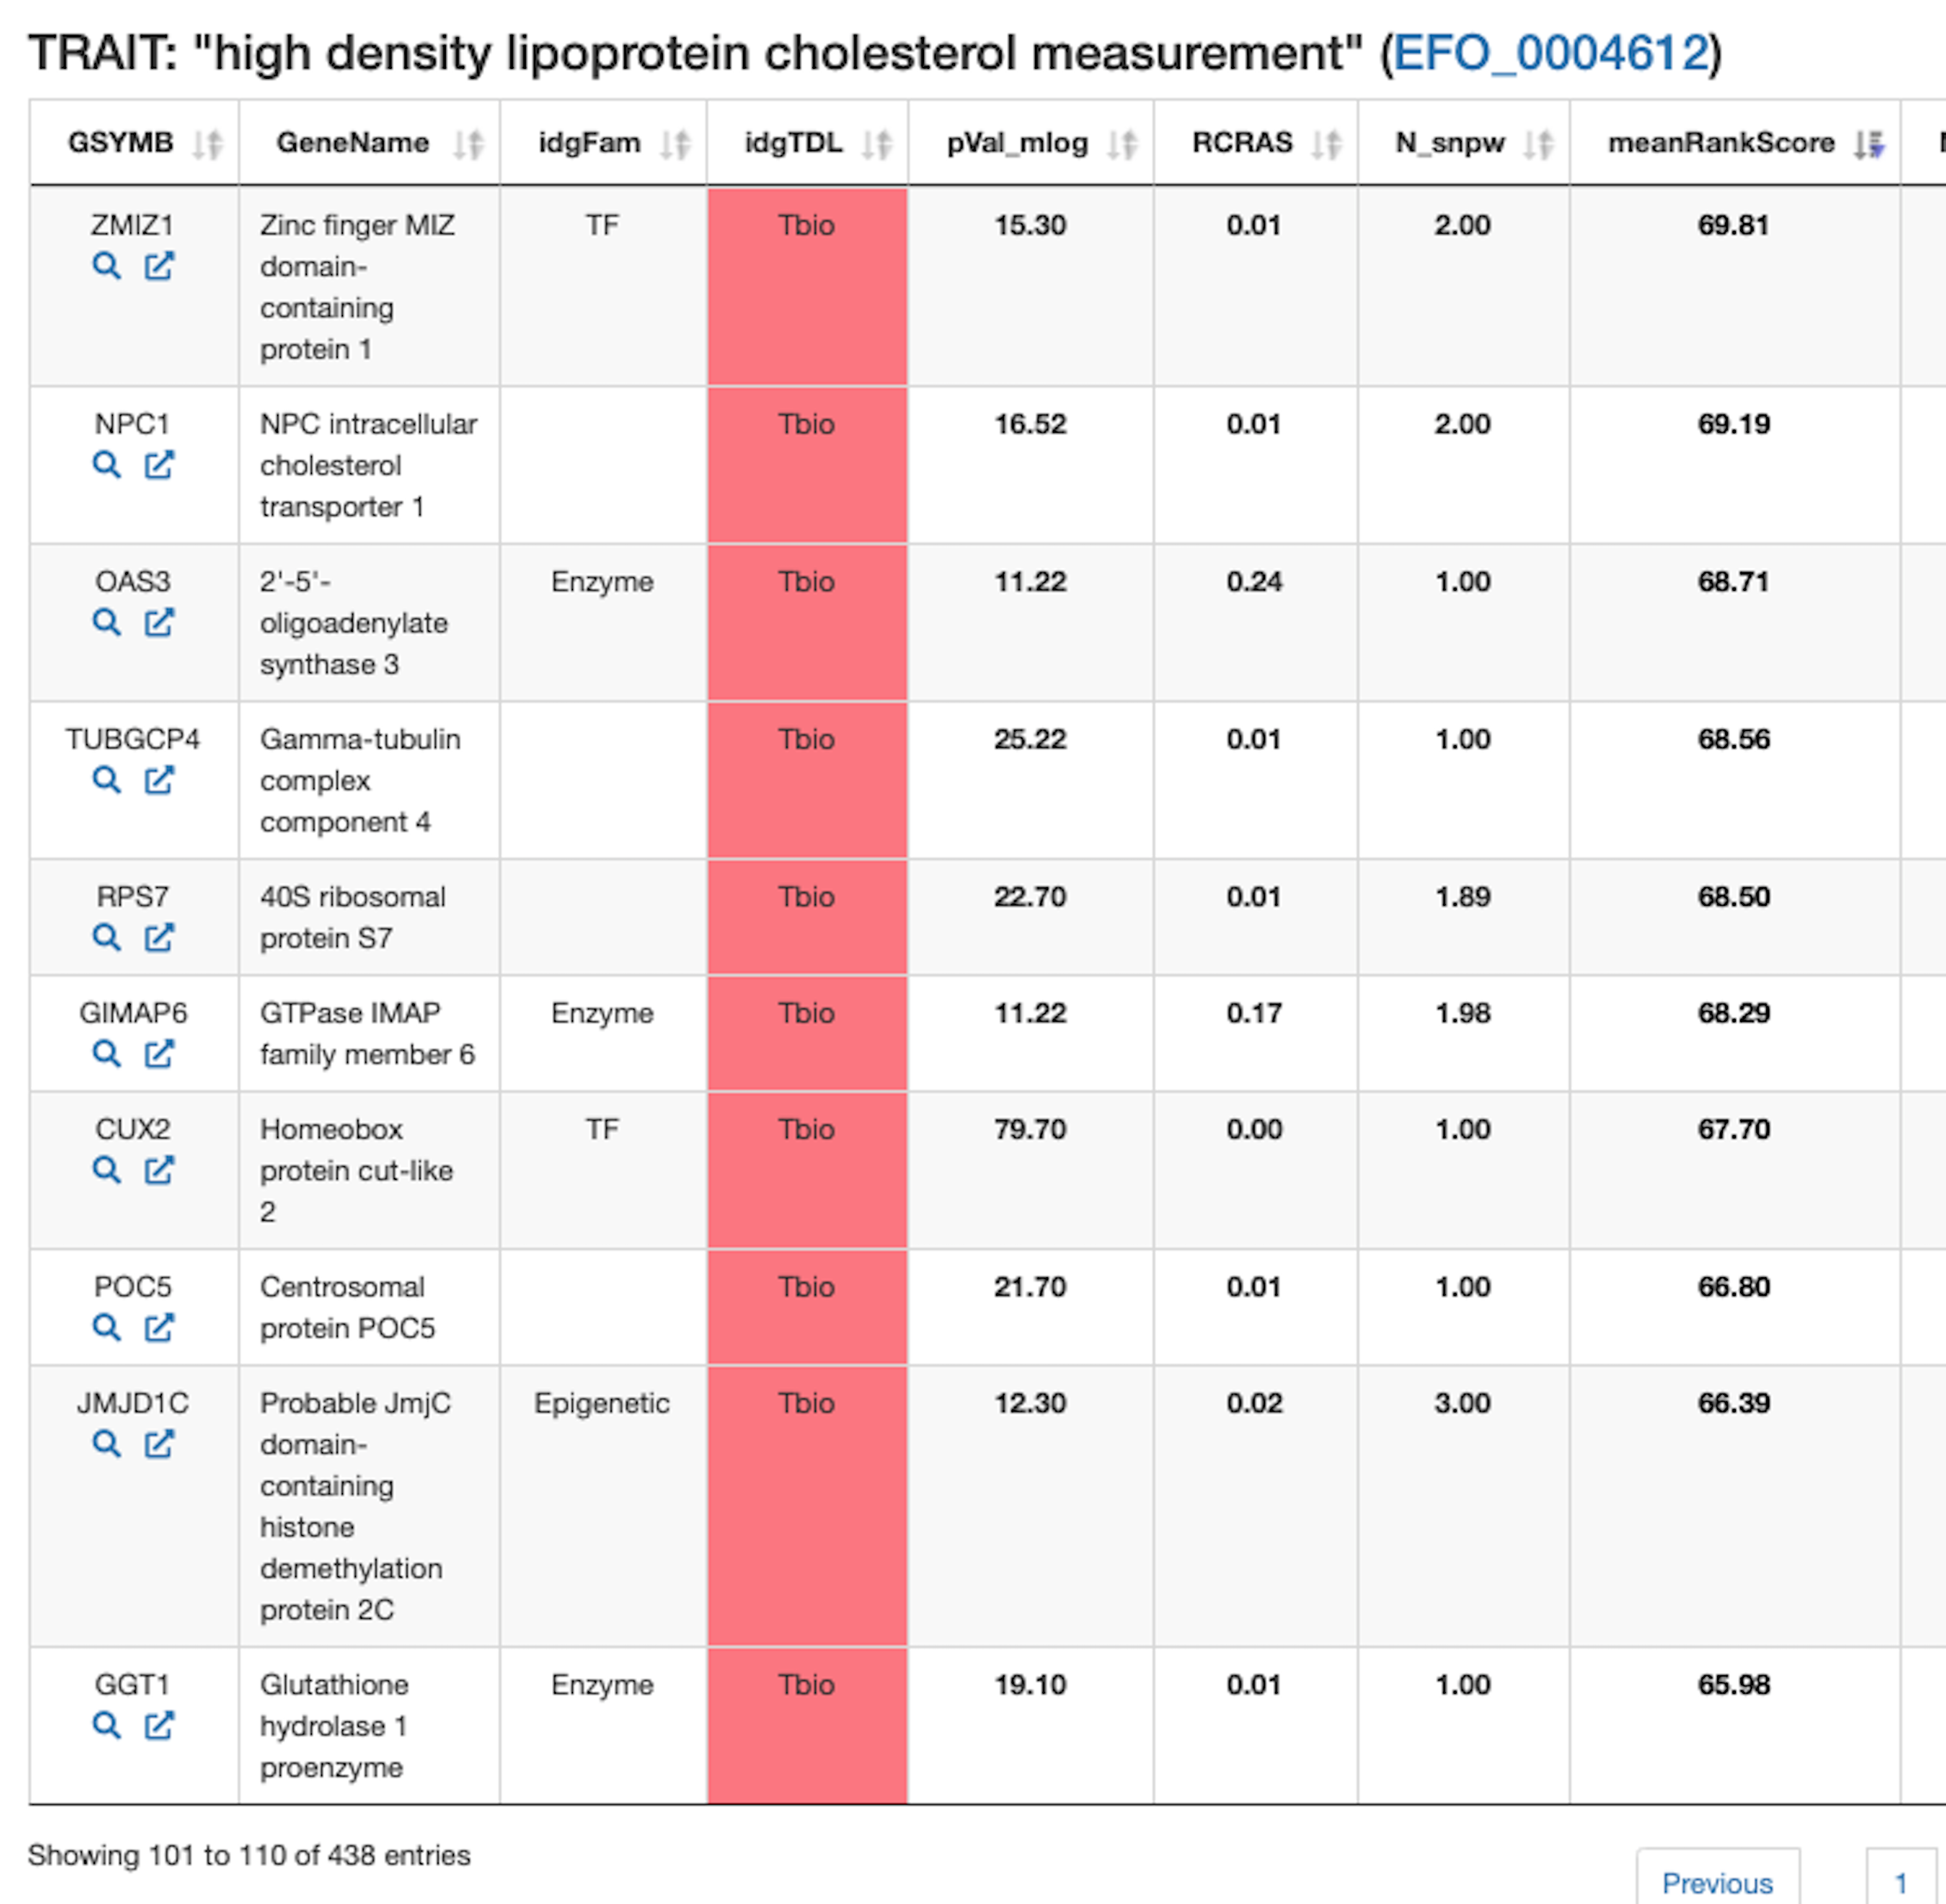 TRAIT: "high density lipoprotein cholesterol measurement" (EFO_0004612)
GSYMB GeneName idgFam idgTDL pVal_mlog RCRAS N_snpw meanRankScore
ZMIZ1 Zinc finger MIZ TF Tbio 15.30 0.01 2.00 69.81
domain-
containing
protein 1
NPC1 NPC intracellular Tbio 16.52 0.01 2.00 69.19
cholesterol
transporter 1
OAS3 2'-5'- Enzyme Tbio 11.22 0.24 1.00 68.71
oligoadenylate
synthase 3
TUBGCP4 Gamma-tubulin Tbio 25.22 0.01 1.00 68.56
complex
component 4
RPS7 40S ribosomal Tbio 22.70 0.01 1.89 68.50
protein S7
GIMAP6 GTPase IMAP Enzyme Tbio 11.22 0.17 1.98 68.29
family member 6
CUX2 Homeobox TF Tbio 79.70 0.00 1.00 67.70
protein cut-like
2
POC5 Centrosomal Tbio 21.70 0.01 1.00 66.80
protein POC5
JMJD1C Probable JmjC Epigenetic Tbio 12.30 0.02 3.00 66.39
domain-
containing
histone
demethylation
protein 2C
GGT1 Glutathione Enzyme Tbio 19.10 0.01 1.00 65.98
hydrolase 1
proenzyme
Showing 101 to 110 of 438 entries
Previous 1